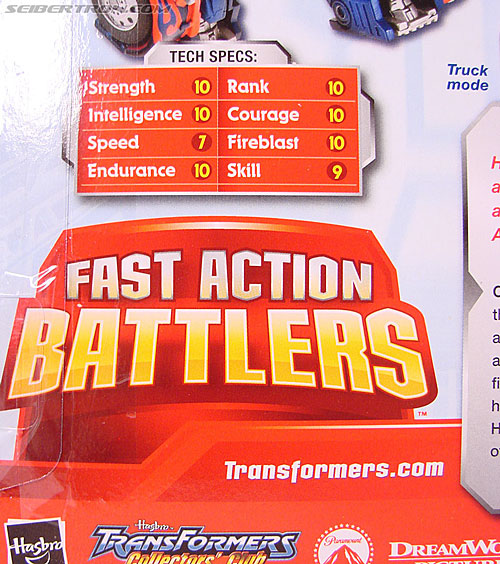 SEIBERTRON.COM
TECH SPECS:
Strength 10 Rank 10
Intelligence 10 Courage 10
Speed 7 Fireblast 10
Endurance 10 Skill 9
Truck
mode
FAST ACTION
BATTLERS
™
Transformers.com
Hasbro
Hasbro
TRANSFORMERS
Collectors' Club
Paramount